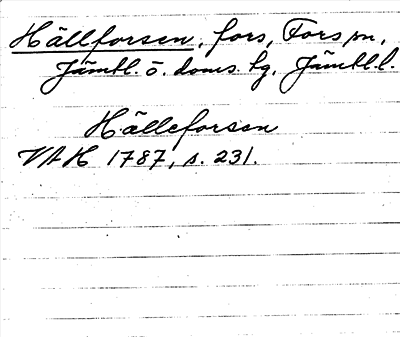 Hällforsen, fors, Fors sn,
Jämtl. ö. doms. tg, Jämtl. l.
Hälleforsen
VAH 1787, s. 231.